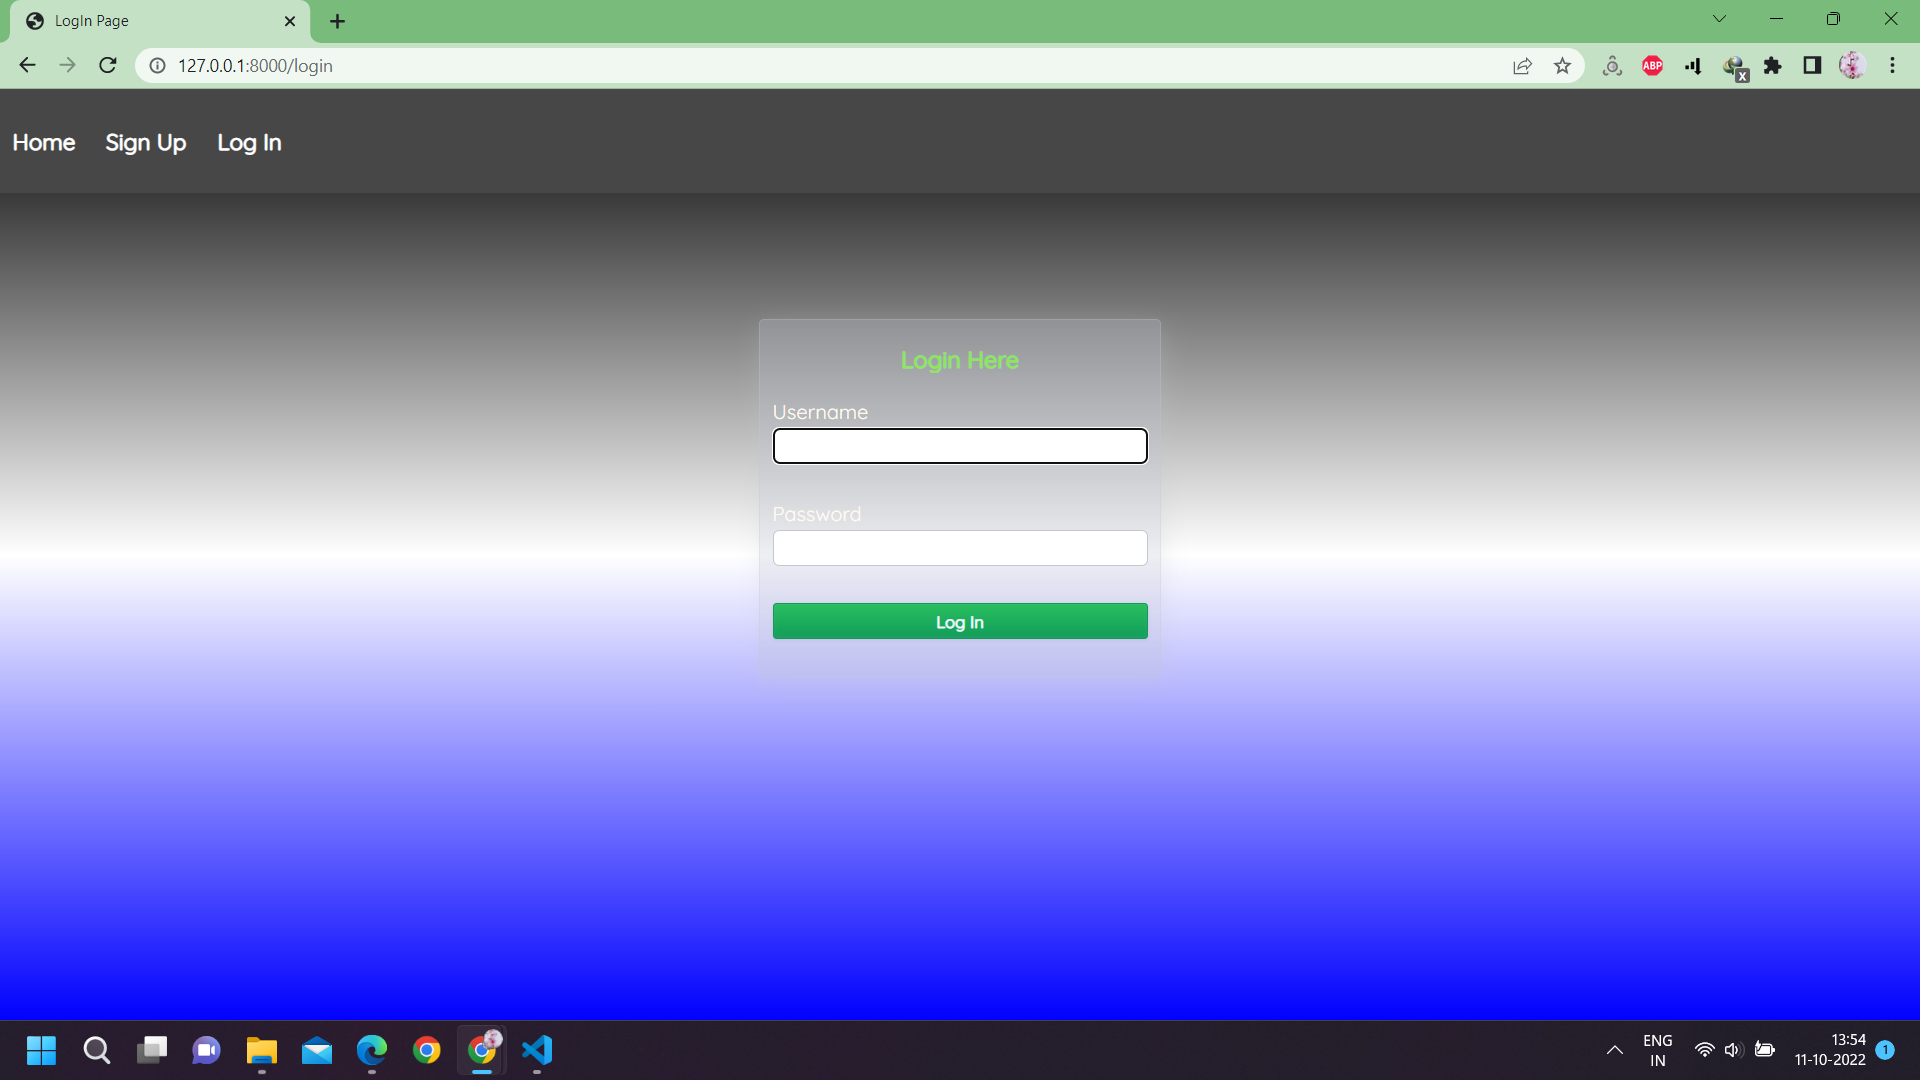 LogIn Page
127.0.0.1:8000/login
ABP
X
Home Sign Up Log In
Login Here
Username
Password
Log In
ENG
IN
13:54
11-10-2022
1